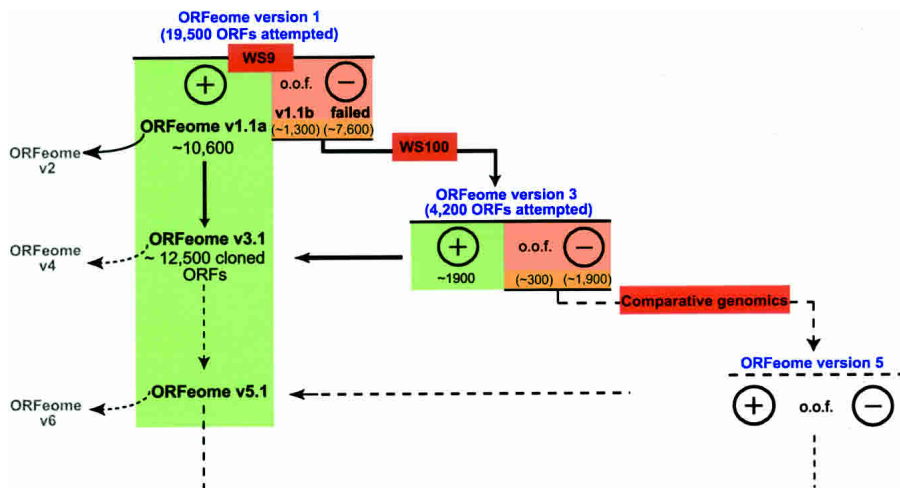 ORFeome version 1
(19,500 ORFs attempted)
WS9
+
o.o.f.
−
v1.1b failed
(~1,300) (~7,600)
ORFeome v1.1a
~10,600
ORFeome
v2
WS100
ORFeome version 3
(4,200 ORFs attempted)
+
o.o.f.
−
~1900
(~300) (~1,900)
ORFeome v3.1
~ 12,500 cloned
ORFs
ORFeome
v4
Comparative genomics
ORFeome version 5
+
o.o.f.
−
ORFeome v5.1
ORFeome
v6